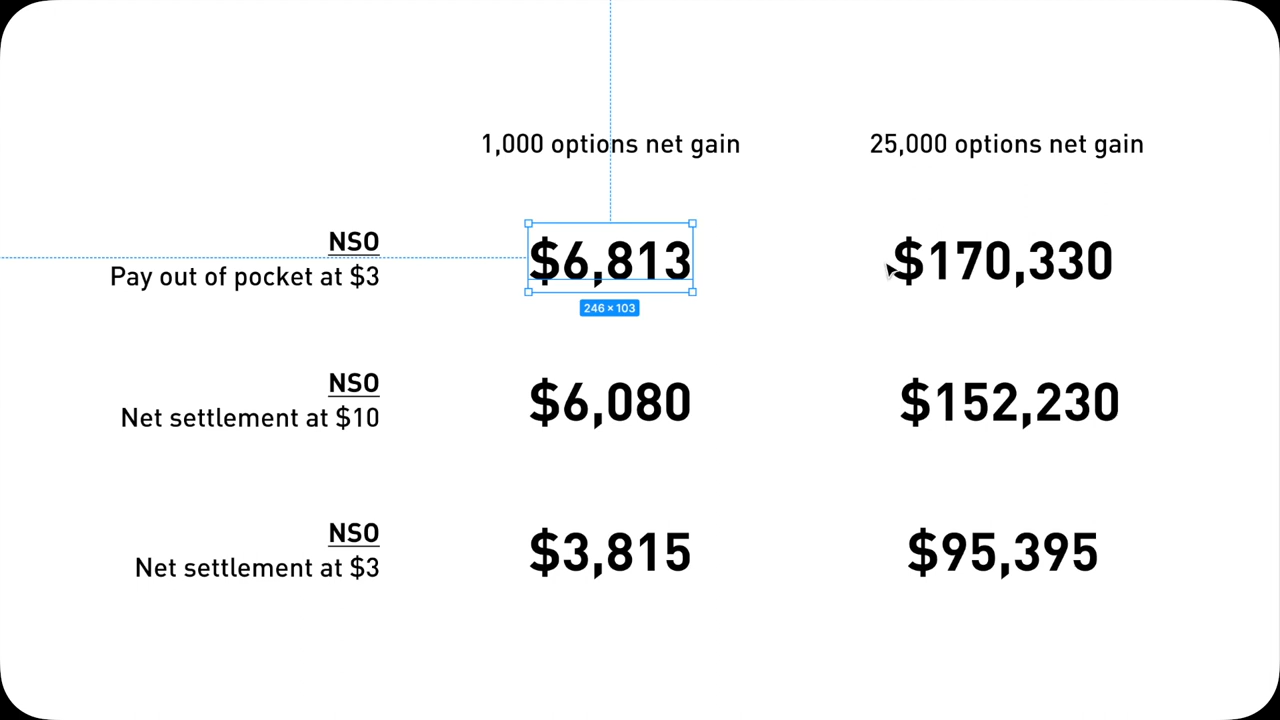 1,000 options net gain
25,000 options net gain
NSO
Pay out of pocket at $3
$6,813
$170,330
246 × 103
NSO
Net settlement at $10
$6,080
$152,230
NSO
Net settlement at $3
$3,815
$95,395